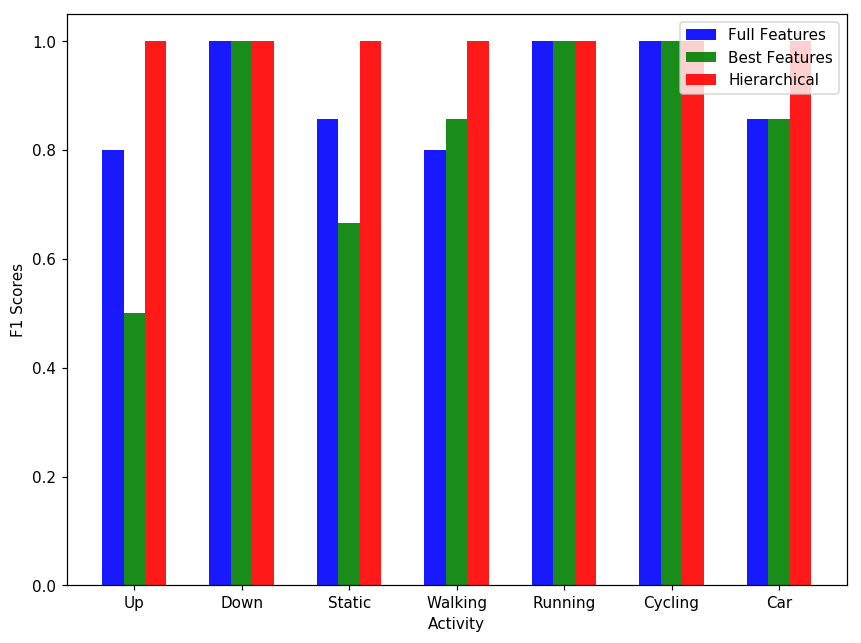 Full Features
Best Features
Hierarchical
1.0
0.8
0.6
0.4
0.2
0.0
F1 Scores
Up Down Static Walking Running Cycling Car
Activity